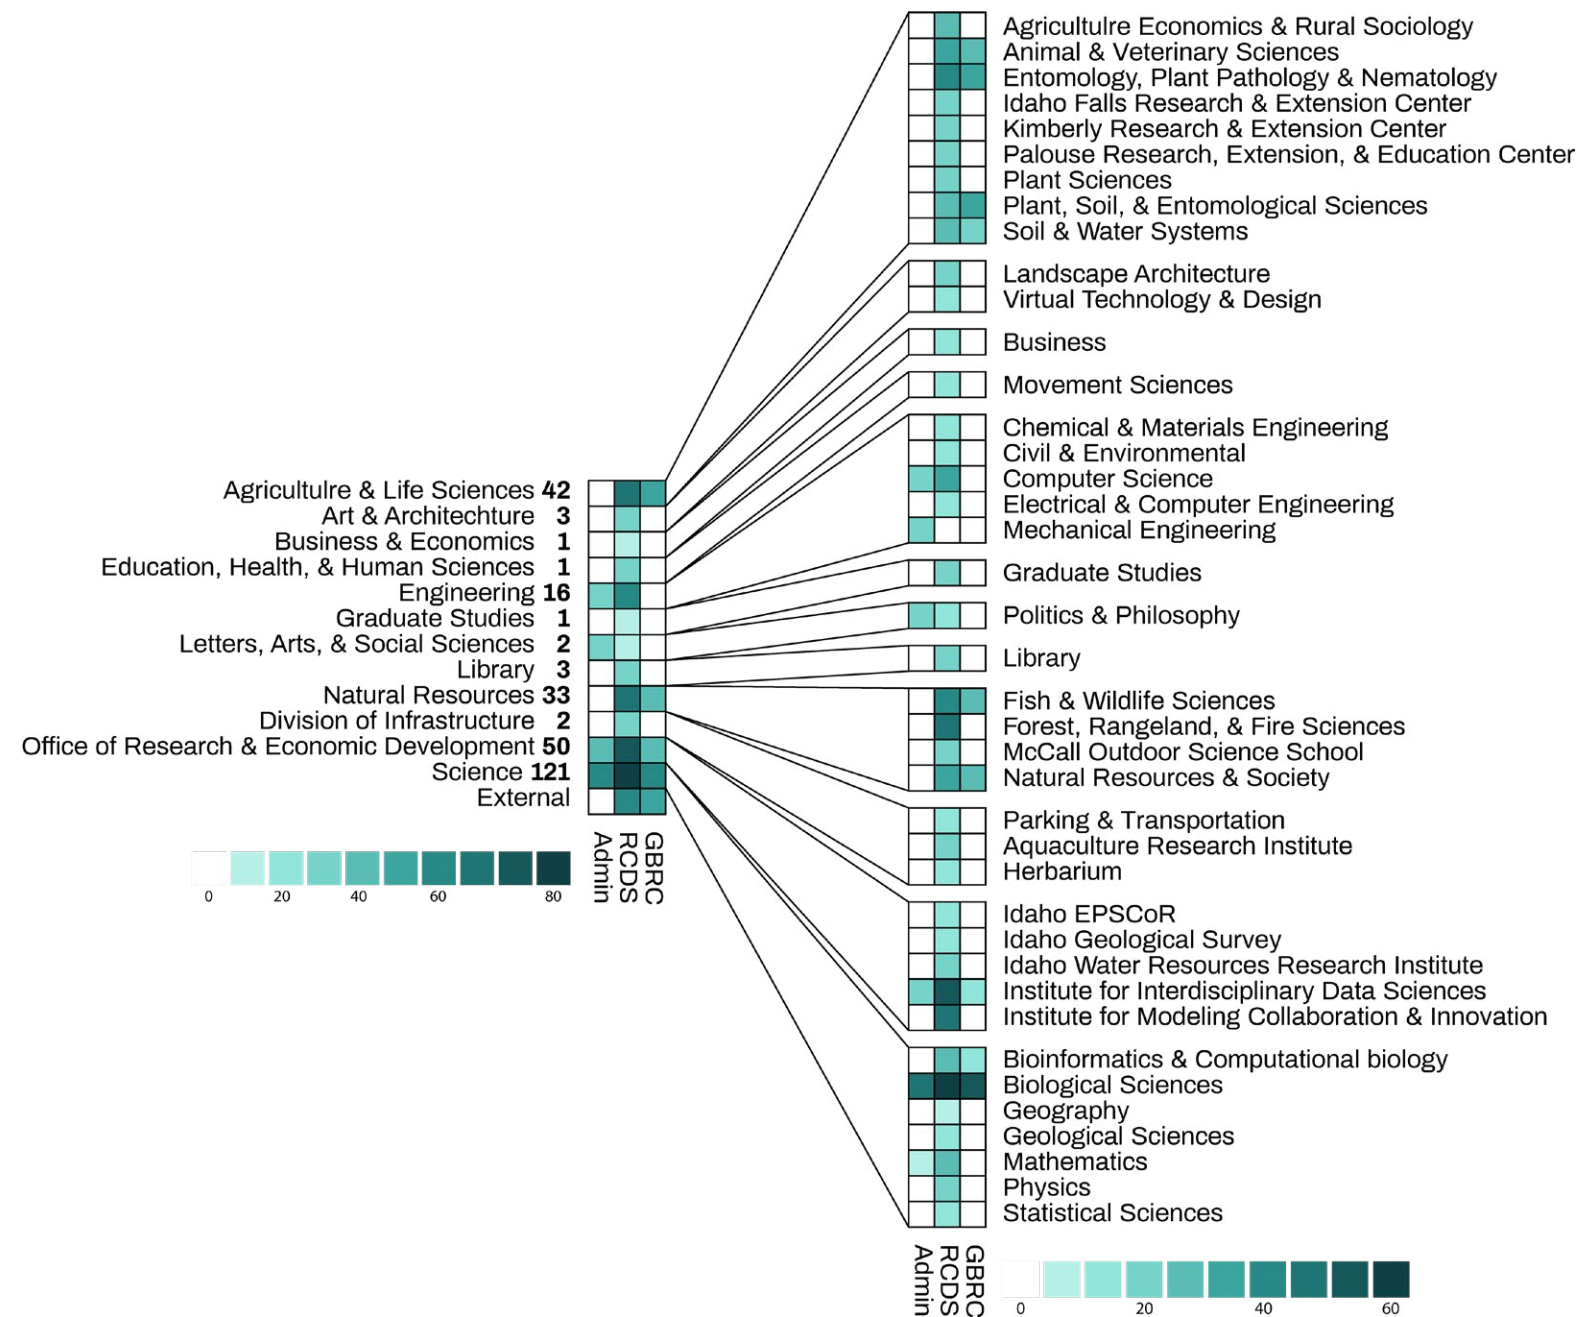 Agricultulre Economics & Rural Sociology
Animal & Veterinary Sciences
Entomology, Plant Pathology & Nematology
Idaho Falls Research & Extension Center
Kimberly Research & Extension Center
Palouse Research, Extension, & Education Center
Plant Sciences
Plant, Soil, & Entomological Sciences
Soil & Water Systems
Landscape Architecture
Virtual Technology & Design
Business
Movement Sciences
Chemical & Materials Engineering
Civil & Environmental
Computer Science
Electrical & Computer Engineering
Mechanical Engineering
Graduate Studies
Politics & Philosophy
Library
Fish & Wildlife Sciences
Forest, Rangeland, & Fire Sciences
McCall Outdoor Science School
Natural Resources & Society
Parking & Transportation
Aquaculture Research Institute
Herbarium
Idaho EPSCoR
Idaho Geological Survey
Idaho Water Resources Research Institute
Institute for Interdisciplinary Data Sciences
Institute for Modeling Collaboration & Innovation
Bioinformatics & Computational biology
Biological Sciences
Geography
Geological Sciences
Mathematics
Physics
Statistical Sciences
Admin
RCDS
GBRC
0 20 40 60
Agricultulre & Life Sciences 42
Art & Architechture 3
Business & Economics 1
Education, Health, & Human Sciences 1
Engineering 16
Graduate Studies 1
Letters, Arts, & Social Sciences 2
Library 3
Natural Resources 33
Division of Infrastructure 2
Office of Research & Economic Development 50
Science 121
External
Admin
RCDS
GBRC
0 20 40 60 80